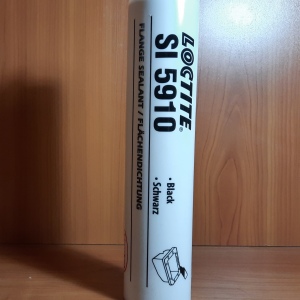 LOCTITE®
SI 5910
FLANGE SEALANT / FLÄCHENDICHTUNG
• Black
• Schwarz